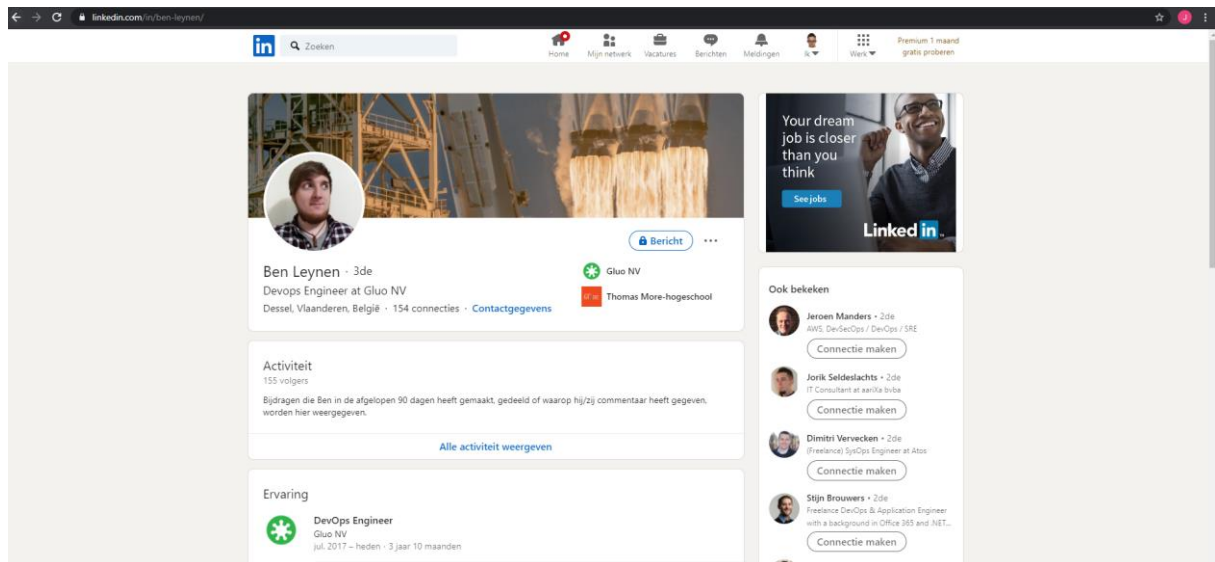 linkedin.com/in/ben-leynen/
J
in
Zoeken
Home
Mijn netwerk
Vacatures
Berichten
Meldingen
Ik
Werk
Premium 1 maand
gratis proberen
Bericht
Ben Leynen · 3de
Devops Engineer at Gluo NV
Dessel, Vlaanderen, België · 154 connecties · Contactgegevens
Gluo NV
Thomas More-hogeschool
Activiteit
155 volgers
Bijdragen die Ben in de afgelopen 90 dagen heeft gemaakt, gedeeld of waarop hij/zij commentaar heeft gegeven,
worden hier weergegeven.
Alle activiteit weergeven
Ervaring
DevOps Engineer
Gluo NV
jul. 2017 – heden · 3 jaar 10 maanden
Your dream
job is closer
than you
think
See jobs
Linked in
Ook bekeken
Jeroen Manders • 2de
AWS, DevSecOps / DevOps / SRE
Connectie maken
Jorik Seldeslachts • 2de
IT Consultant at aarilla bvba
Connectie maken
Dimitri Vervecken • 2de
(Freelance) SysOps Engineer at Atos
Connectie maken
Stijn Brouwers • 2de
Freelance DevOps & Application Engineer
with a background in Office 365 and .NET...
Connectie maken